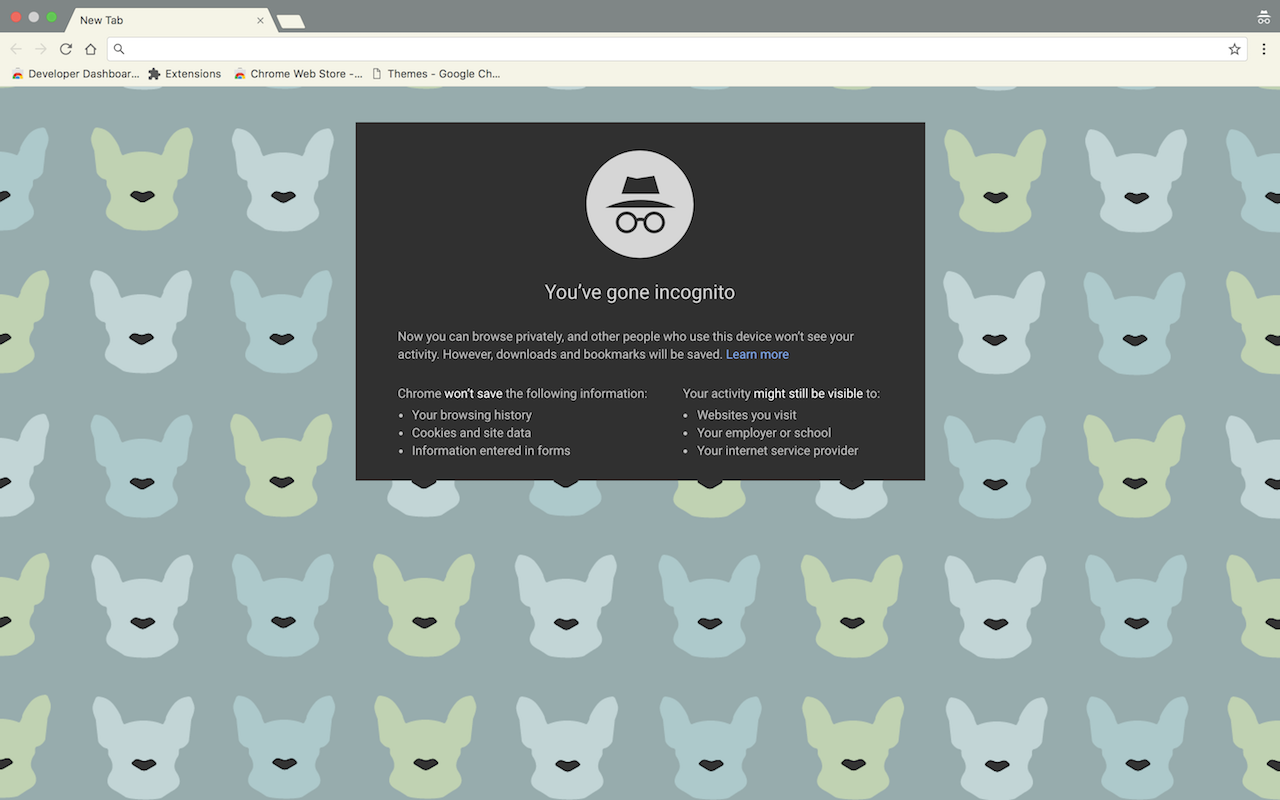 New Tab
Developer Dashboar... Extensions Chrome Web Store -... Themes - Google Ch...
You've gone incognito
Now you can browse privately, and other people who use this device won't see your
activity. However, downloads and bookmarks will be saved. Learn more
Chrome won't save the following information:
• Your browsing history
• Cookies and site data
• Information entered in forms
Your activity might still be visible to:
• Websites you visit
• Your employer or school
• Your internet service provider